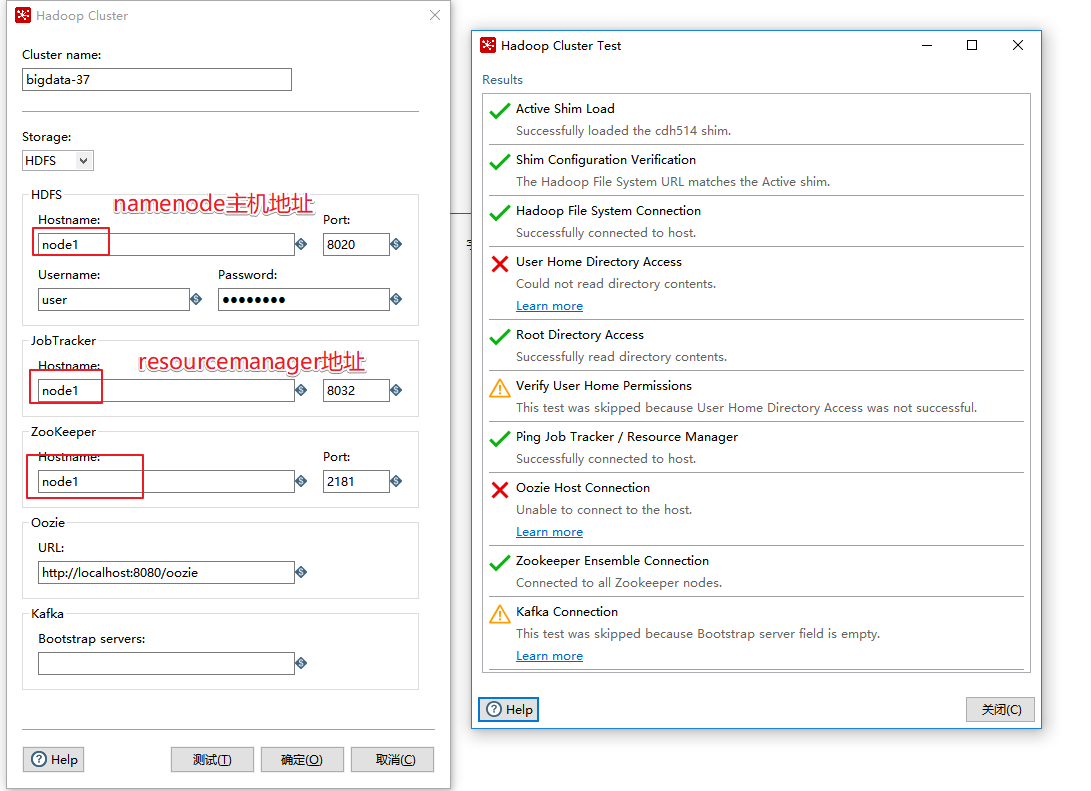 Hadoop Cluster
Cluster name:
bigdata-37
Storage:
HDFS
HDFS
namenode主机地址
Hostname:
Port:
node1
8020
Username:
Password:
user
●●●●●●●●
JobTracker
resourcemanager地址
Hostname:
node1
8032
ZooKeeper
Hostname:
Port:
node1
2181
Oozie
URL:
http://localhost:8080/oozie
Kafka
Bootstrap servers:
Help
测试(T)
确定(O)
取消(C)
Hadoop Cluster Test
Results
Active Shim Load
Successfully loaded the cdh514 shim.
Shim Configuration Verification
The Hadoop File System URL matches the Active shim.
Hadoop File System Connection
Successfully connected to host.
User Home Directory Access
Could not read directory contents.
Learn more
Root Directory Access
Successfully read directory contents.
Verify User Home Permissions
This test was skipped because User Home Directory Access was not successful.
Ping Job Tracker / Resource Manager
Successfully connected to host.
Oozie Host Connection
Unable to connect to the host.
Learn more
Zookeeper Ensemble Connection
Connected to all Zookeeper nodes.
Kafka Connection
This test was skipped because Bootstrap server field is empty.
Learn more
Help
关闭(C)